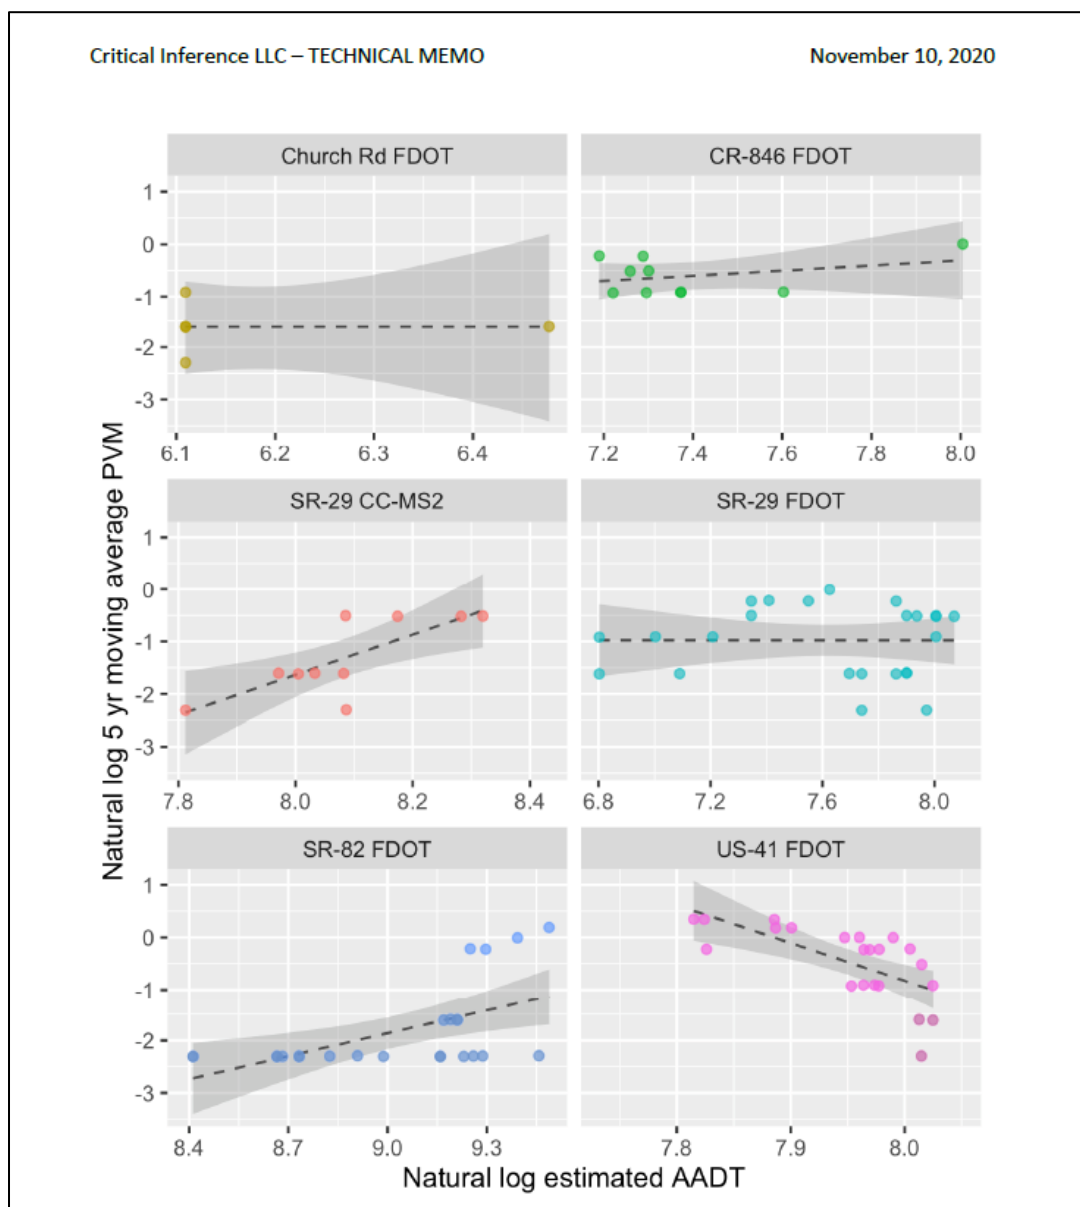 Critical Inference LLC – TECHNICAL MEMO November 10, 2020
Church Rd FDOT CR-846 FDOT
1
0
-1
-2
-3
6.1 6.2 6.3 6.4 7.2 7.4 7.6 7.8 8.0
SR-29 CC-MS2 SR-29 FDOT
1
0
-1
-2
-3
7.8 8.0 8.2 8.4 6.8 7.2 7.6 8.0
SR-82 FDOT US-41 FDOT
1
0
-1
-2
-3
8.4 8.7 9.0 9.3 7.8 7.9 8.0
Natural log 5 yr moving average PVM
Natural log estimated AADT